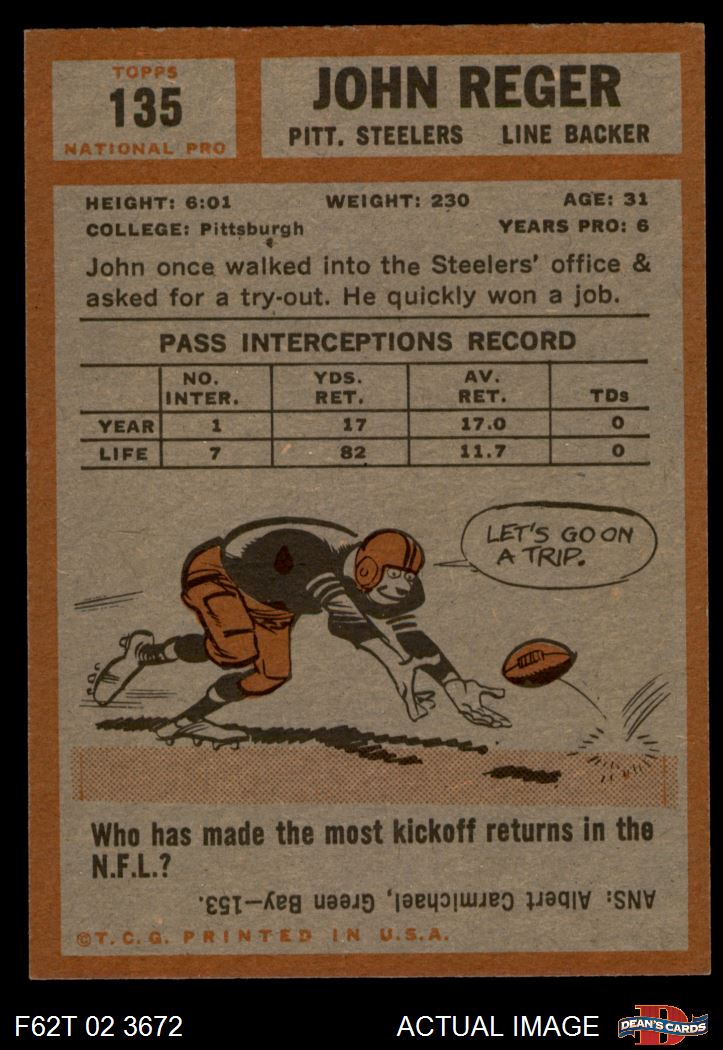 TOPPS
135
NATIONAL PRO
JOHN REGER
PITT. STEELERS LINE BACKER
HEIGHT: 6:01 WEIGHT: 230 AGE: 31
COLLEGE: Pittsburgh YEARS PRO: 6
John once walked into the Steelers' office &
asked for a try-out. He quickly won a job.
PASS INTERCEPTIONS RECORD
NO. INTER. YDS. RET. AV. RET. TDs
YEAR 1 17 17.0 0
LIFE 7 82 11.7 0
LET'S GO ON
A TRIP.
Who has made the most kickoff returns in the
N.F.L.?
ANS: Albert Carmichael, Green Bay—153.
©T.C.G. PRINTED IN U.S.A.
F62T 02 3672 ACTUAL IMAGE
D
DEAN'S CARDS